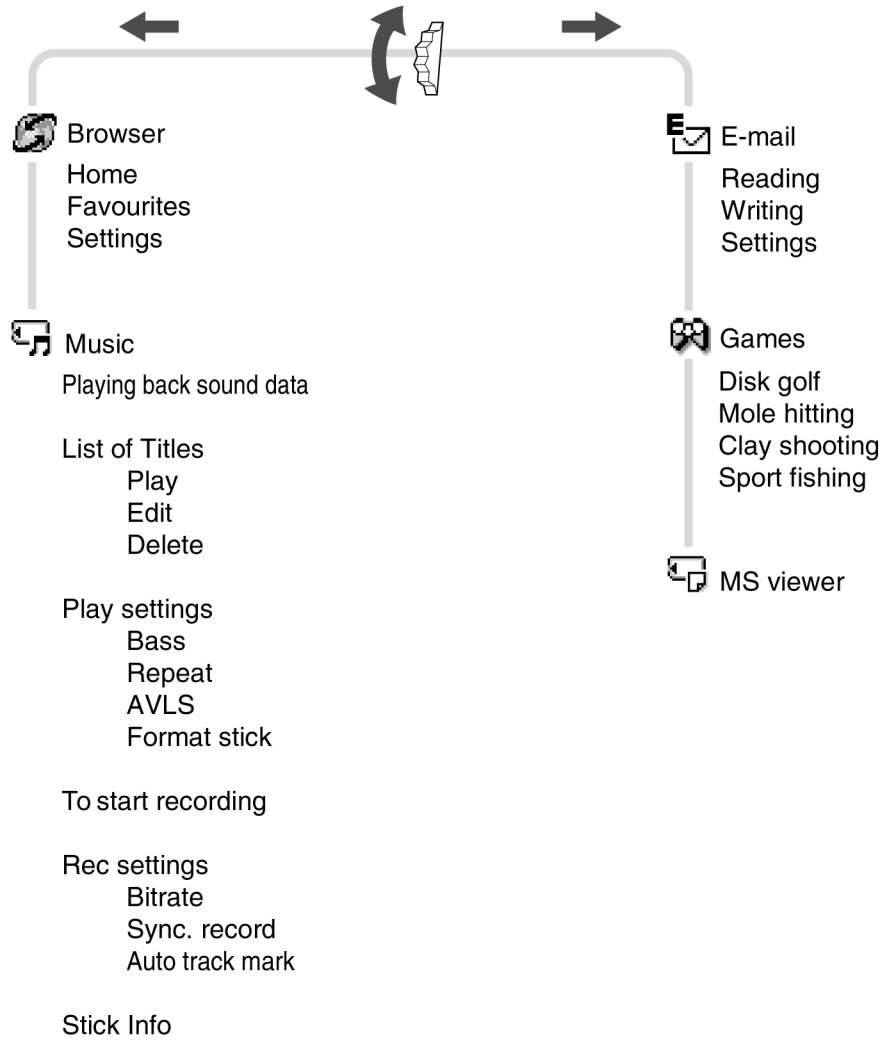 Browser
Home
Favourites
Settings
Music
Playing back sound data
List of Titles
Play
Edit
Delete
Play settings
Bass
Repeat
AVLS
Format stick
To start recording
Rec settings
Bitrate
Sync. record
Auto track mark
Stick Info
E
E-mail
Reading
Writing
Settings
Games
Disk golf
Mole hitting
Clay shooting
Sport fishing
MS viewer